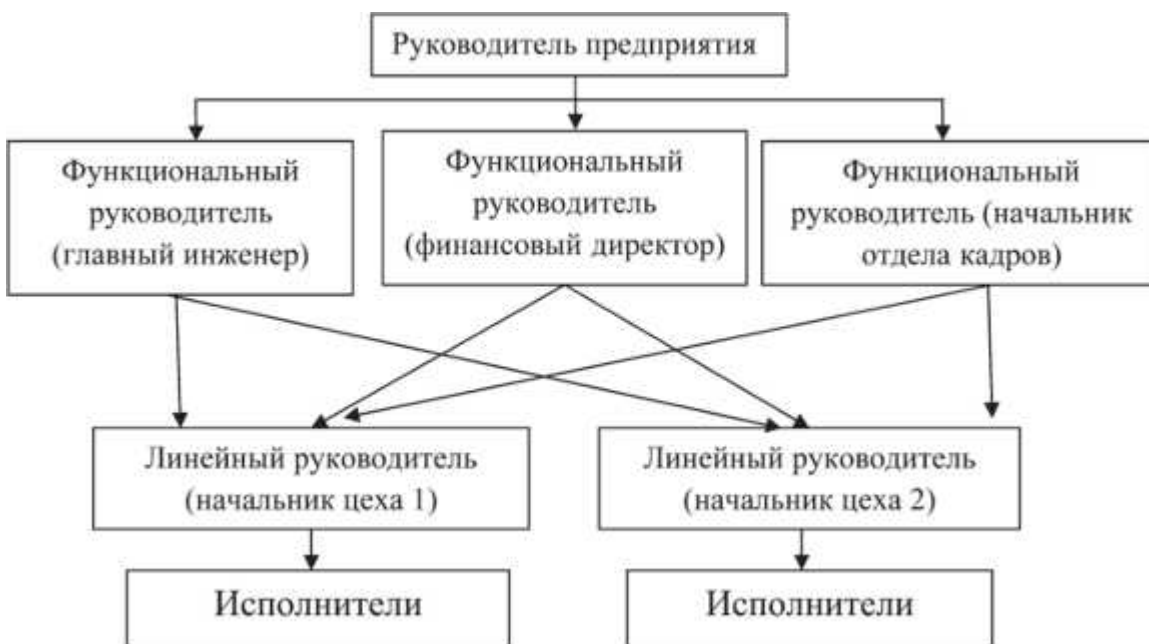 Руководитель предприятия
Функциональный
руководитель
(главный инженер)
Функциональный
руководитель
(финансовый директор)
Функциональный
руководитель (начальник
отдела кадров)
Линейный руководитель
(начальник цеха 1)
Линейный руководитель
(начальник цеха 2)
Исполнители
Исполнители